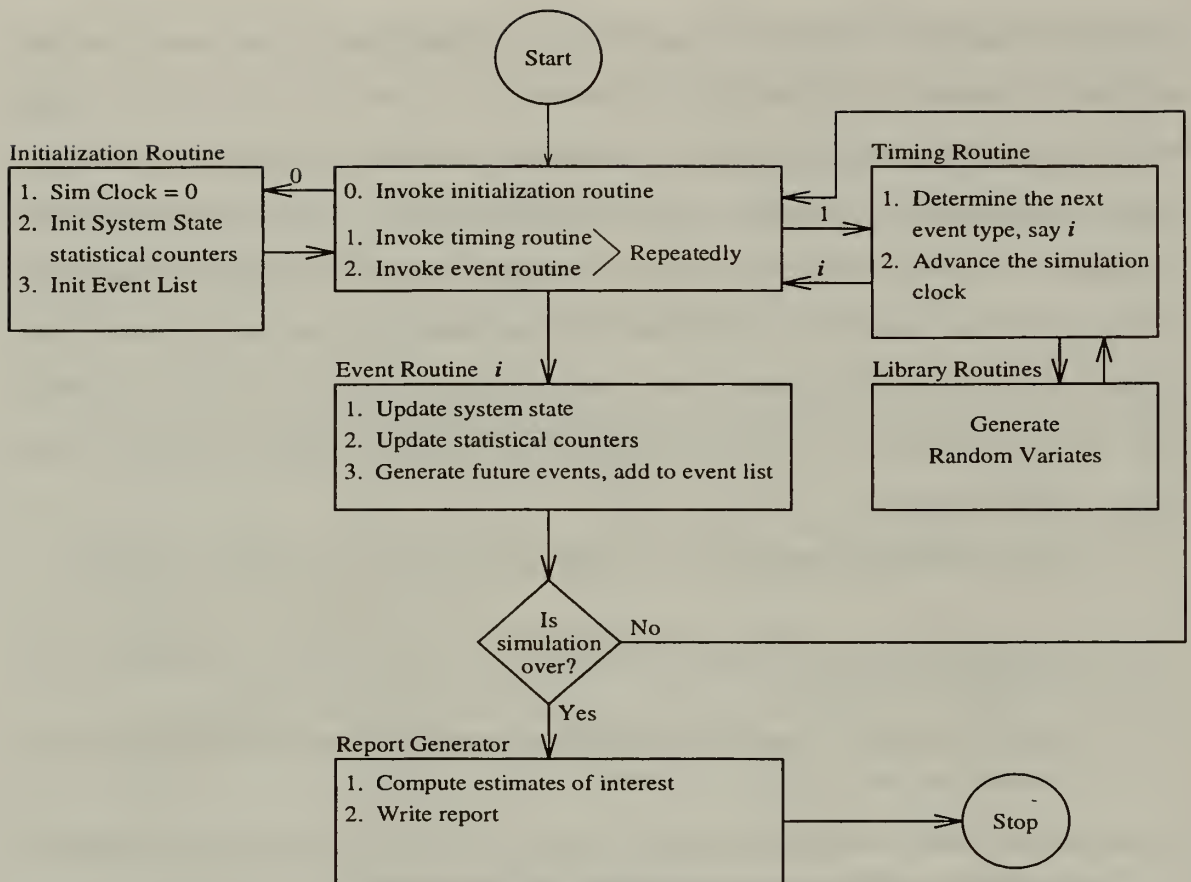 Start
Initialization Routine
1. Sim Clock = 0
2. Init System State
statistical counters
3. Init Event List
0
0. Invoke initialization routine
1. Invoke timing routine
2. Invoke event routine
Repeatedly
1
i
Timing Routine
1. Determine the next
event type, say i
2. Advance the simulation
clock
Event Routine i
1. Update system state
2. Update statistical counters
3. Generate future events, add to event list
Library Routines
Generate
Random Variates
Is
simulation
over?
No
Yes
Report Generator
1. Compute estimates of interest
2. Write report
Stop